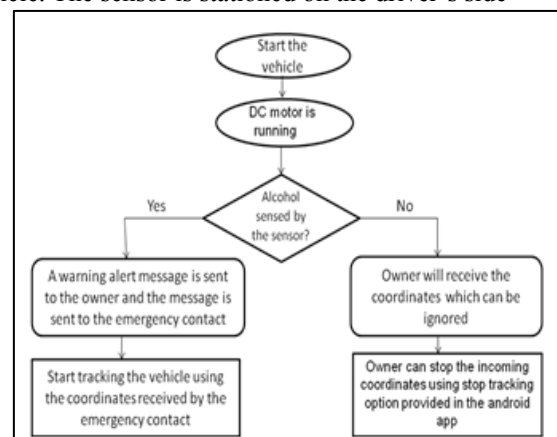 The sensor is stationed on the driver's side
Start the
vehicle
DC motor is
running
Alcohol
sensed by
the sensor?
Yes
No
A warning alert message is sent
to the owner and the message is
sent to the emergency contact
Owner will receive the
coordinates which can be
ignored
Start tracking the vehicle using
the coordinates received by the
emergency contact
Owner can stop the incoming
coordinates using stop tracking
option provided in the android
app